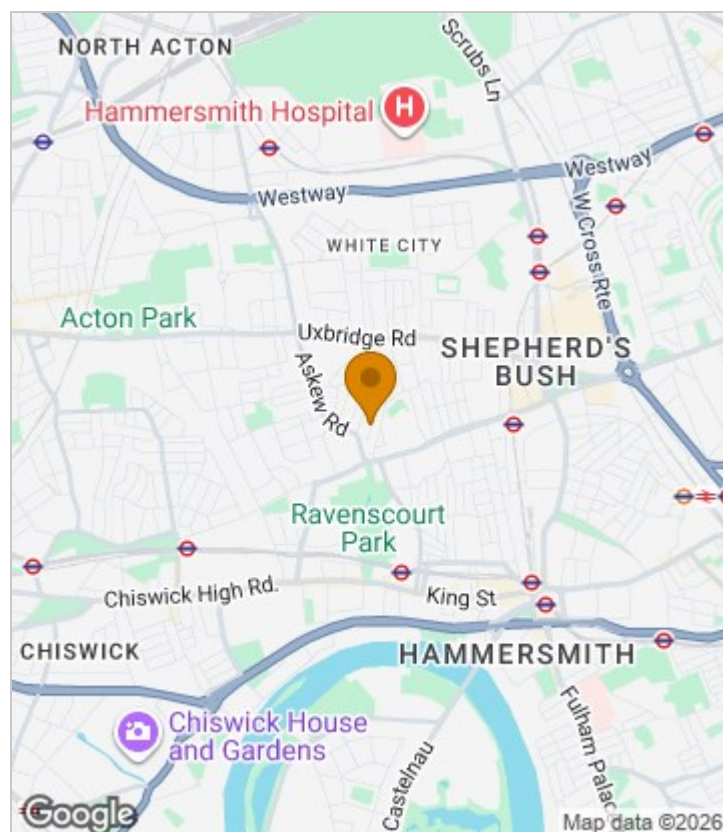 NORTH ACTON
Scrubs Ln
Hammersmith Hospital
H
Westway
Westway
W Cross Rte
WHITE CITY
Acton Park
Uxbridge Rd
SHEPHERD'S
BUSH
Askew Rd
Ravenscourt
Park
Chiswick High Rd.
King St
CHISWICK
HAMMERSMITH
Chiswick House
and Gardens
Castelnau
Fulham Palac
Google
Map data ©2026